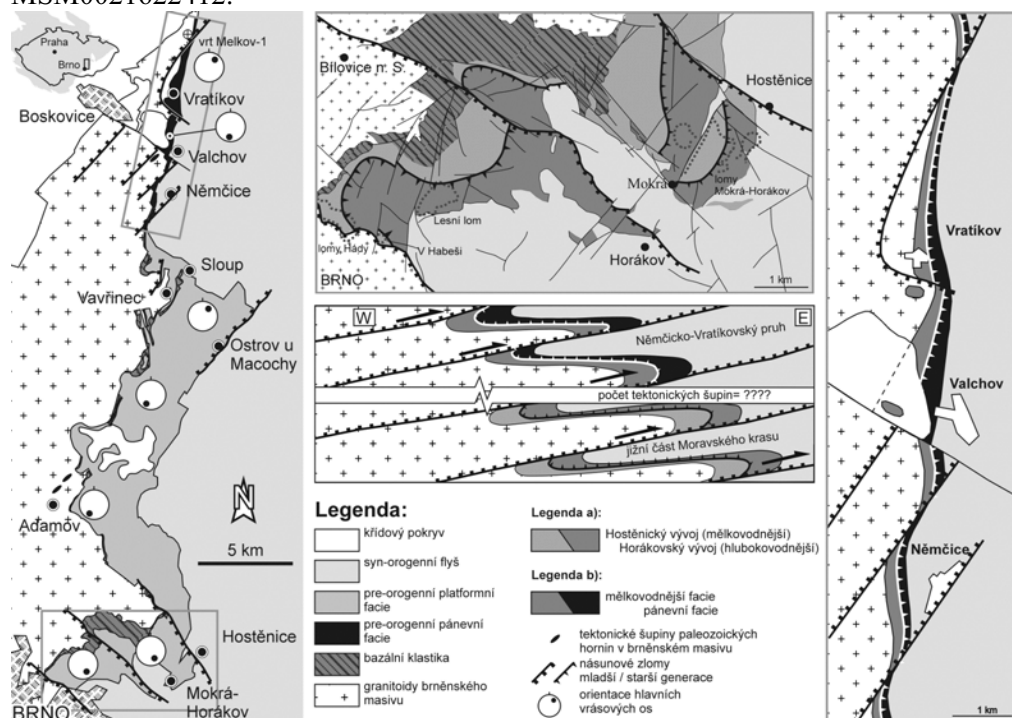 MSM0021622412.
Praha
Brno
vrt Melkov-1
Boskovice
Vratíkov
Valchov
Němčice
Sloup
Vavřinec
Ostrov u
Macochy
Adamov
N
5 km
Hostěnice
Mokrá-
Horákov
BRNO
Bílovice n. S.
Hostěnice
Mokrá
lomy
Mokrá-Horákov
Lesní lom
lomy Hády
V Habeši
Horákov
BRNO
1 km
W
E
Němčicko-Vratíkovský pruh
počet tektonických šupin= ????
jižní část Moravského krasu
Legenda:
křídový pokryv
syn-orogenní flyš
pre-orogenní platformní
facie
pre-orogenní pánevní
facie
bazální klastika
granitoidy brněnského
masivu
Legenda a):
Hostěnický vývoj (mělkovodnější)
Horákovský vývoj (hlubokovodnější)
Legenda b):
mělkovodnější facie
pánevní facie
tektonické šupiny paleozoických
hornin v brněnském masivu
násunové zlomy
mladší / starší generace
orientace hlavních
vrásových os
Vratíkov
Valchov
Němčice
1 km